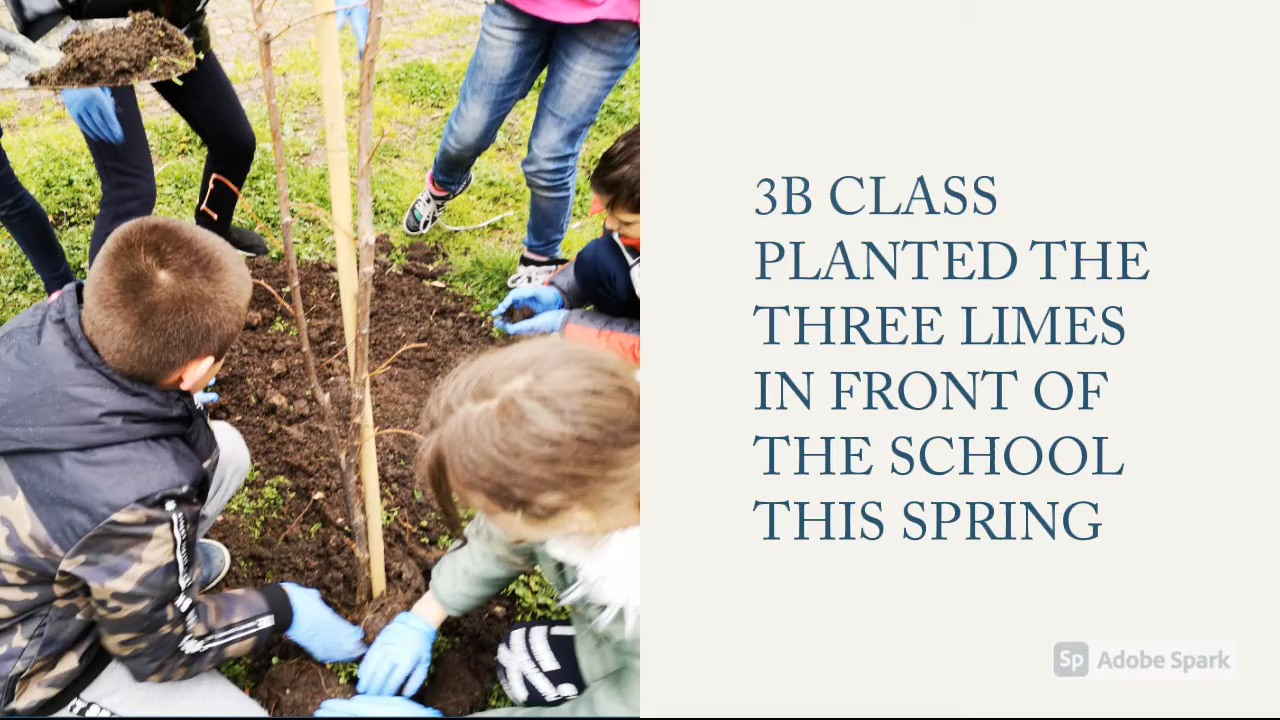 3B CLASS
PLANTED THE
THREE LIMES
IN FRONT OF
THE SCHOOL
THIS SPRING
Sp Adobe Spark